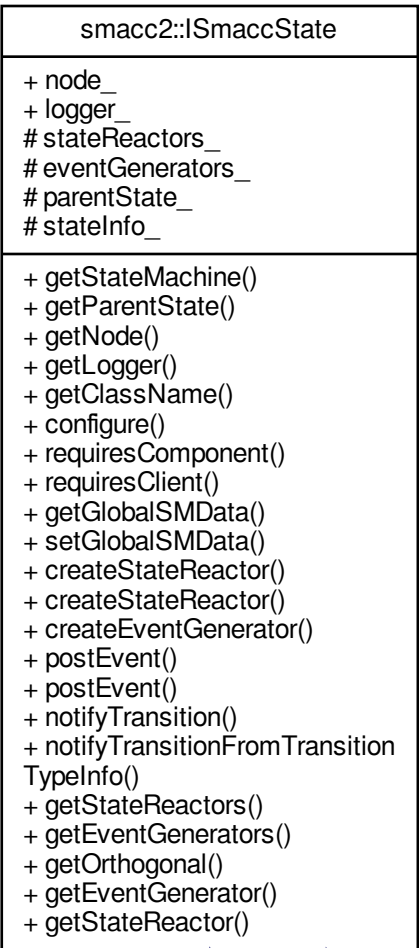 smacc2::ISmaccState
+ node_
+ logger_
# stateReactors_
# eventGenerators_
# parentState_
# stateInfo_
+ getStateMachine()
+ getParentState()
+ getNode()
+ getLogger()
+ getClassName()
+ configure()
+ requiresComponent()
+ requiresClient()
+ getGlobalSMData()
+ setGlobalSMData()
+ createStateReactor()
+ createStateReactor()
+ createEventGenerator()
+ postEvent()
+ postEvent()
+ notifyTransition()
+ notifyTransitionFromTransition
TypeInfo()
+ getStateReactors()
+ getEventGenerators()
+ getOrthogonal()
+ getEventGenerator()
+ getStateReactor()